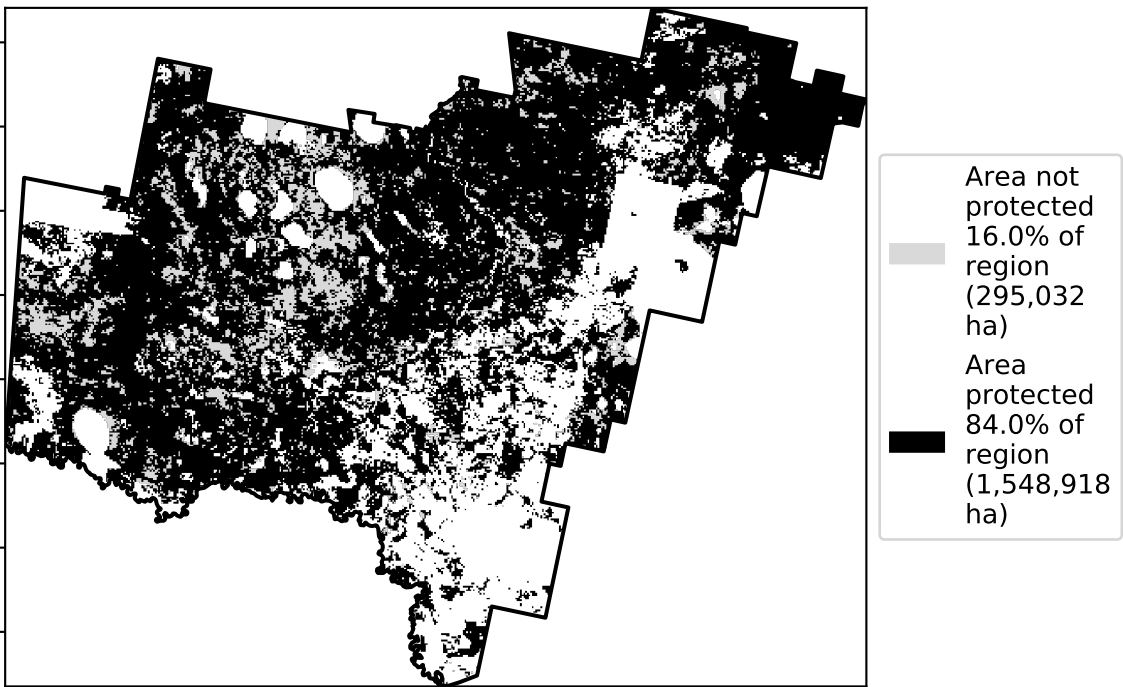 Area not
protected
16.0% of
region
(295,032
ha)
Area
protected
84.0% of
region
(1,548,918
ha)